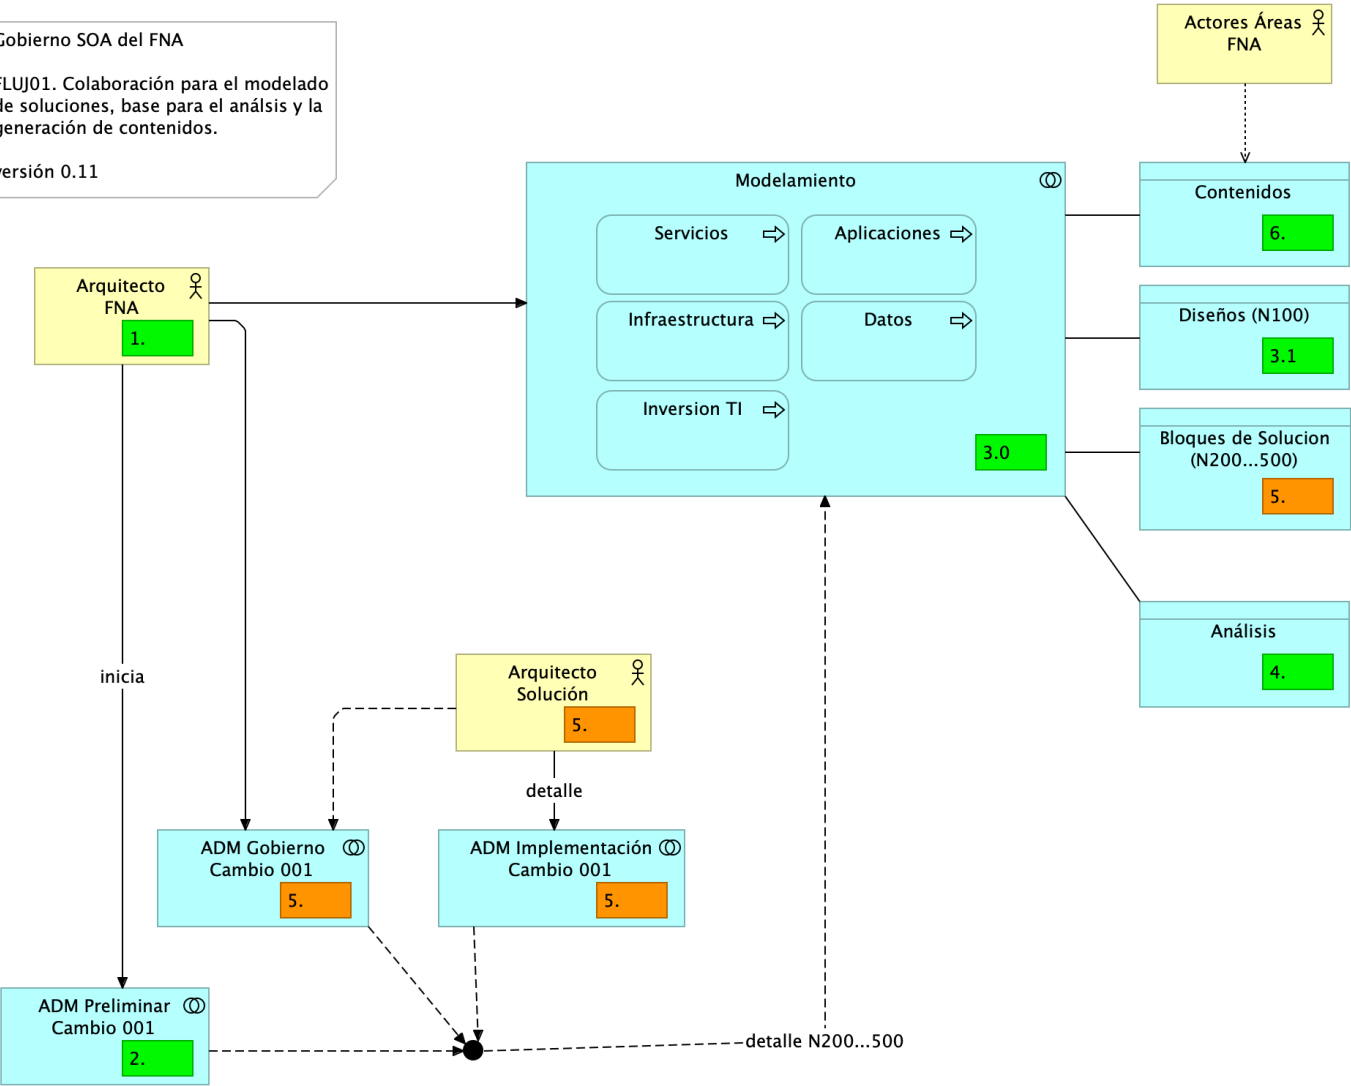 Gobierno SOA del FNA
FLUJ01. Colaboración para el modelado
de soluciones, base para el análsis y la
generación de contenidos.
versión 0.11
Actores Áreas
FNA
Modelamiento
Servicios
Aplicaciones
Infraestructura
Datos
Inversion TI
3.0
Contenidos
6.
Diseños (N100)
3.1
Bloques de Solucion
(N200...500)
5.
Análisis
4.
Arquitecto
FNA
1.
inicia
Arquitecto
Solución
5.
detalle
ADM Gobierno
Cambio 001
5.
ADM Implementación
Cambio 001
5.
ADM Preliminar
Cambio 001
2.
detalle N200...500